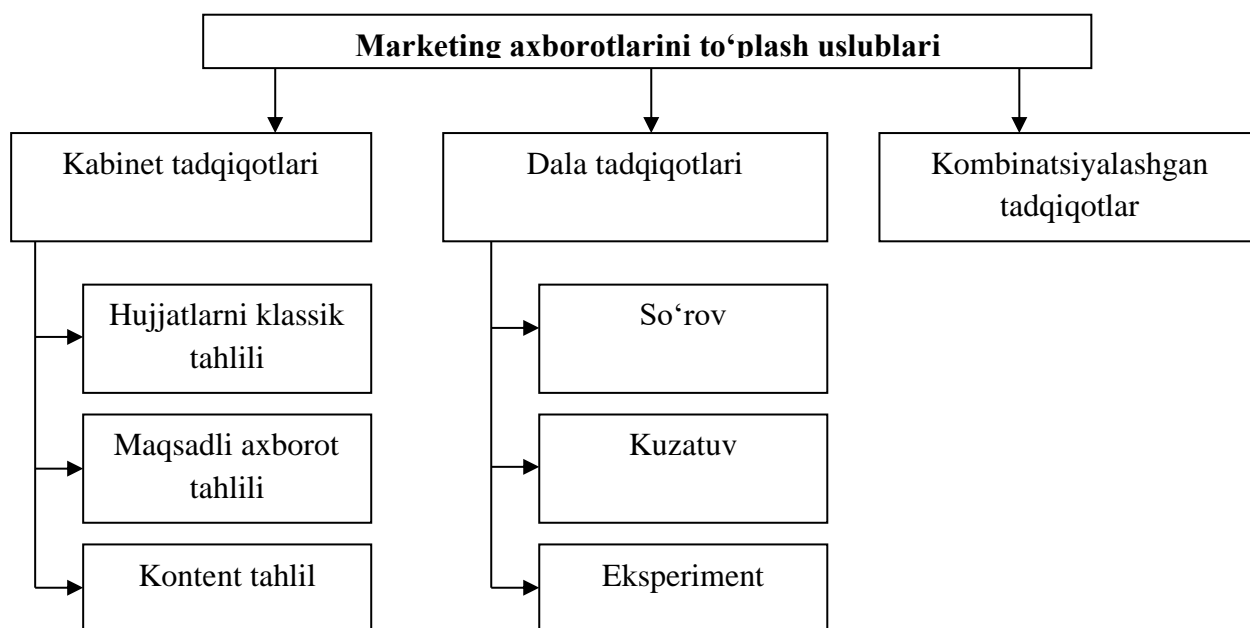 Marketing axborotlarini to‘plash uslublari
Kabinet tadqiqotlari
Dala tadqiqotlari
Kombinatsiyalashgan
tadqiqotlar
Hujjatlarni klassik
tahlili
Maqsadli axborot
tahlili
Kontent tahlil
So‘rov
Kuzatuv
Eksperiment